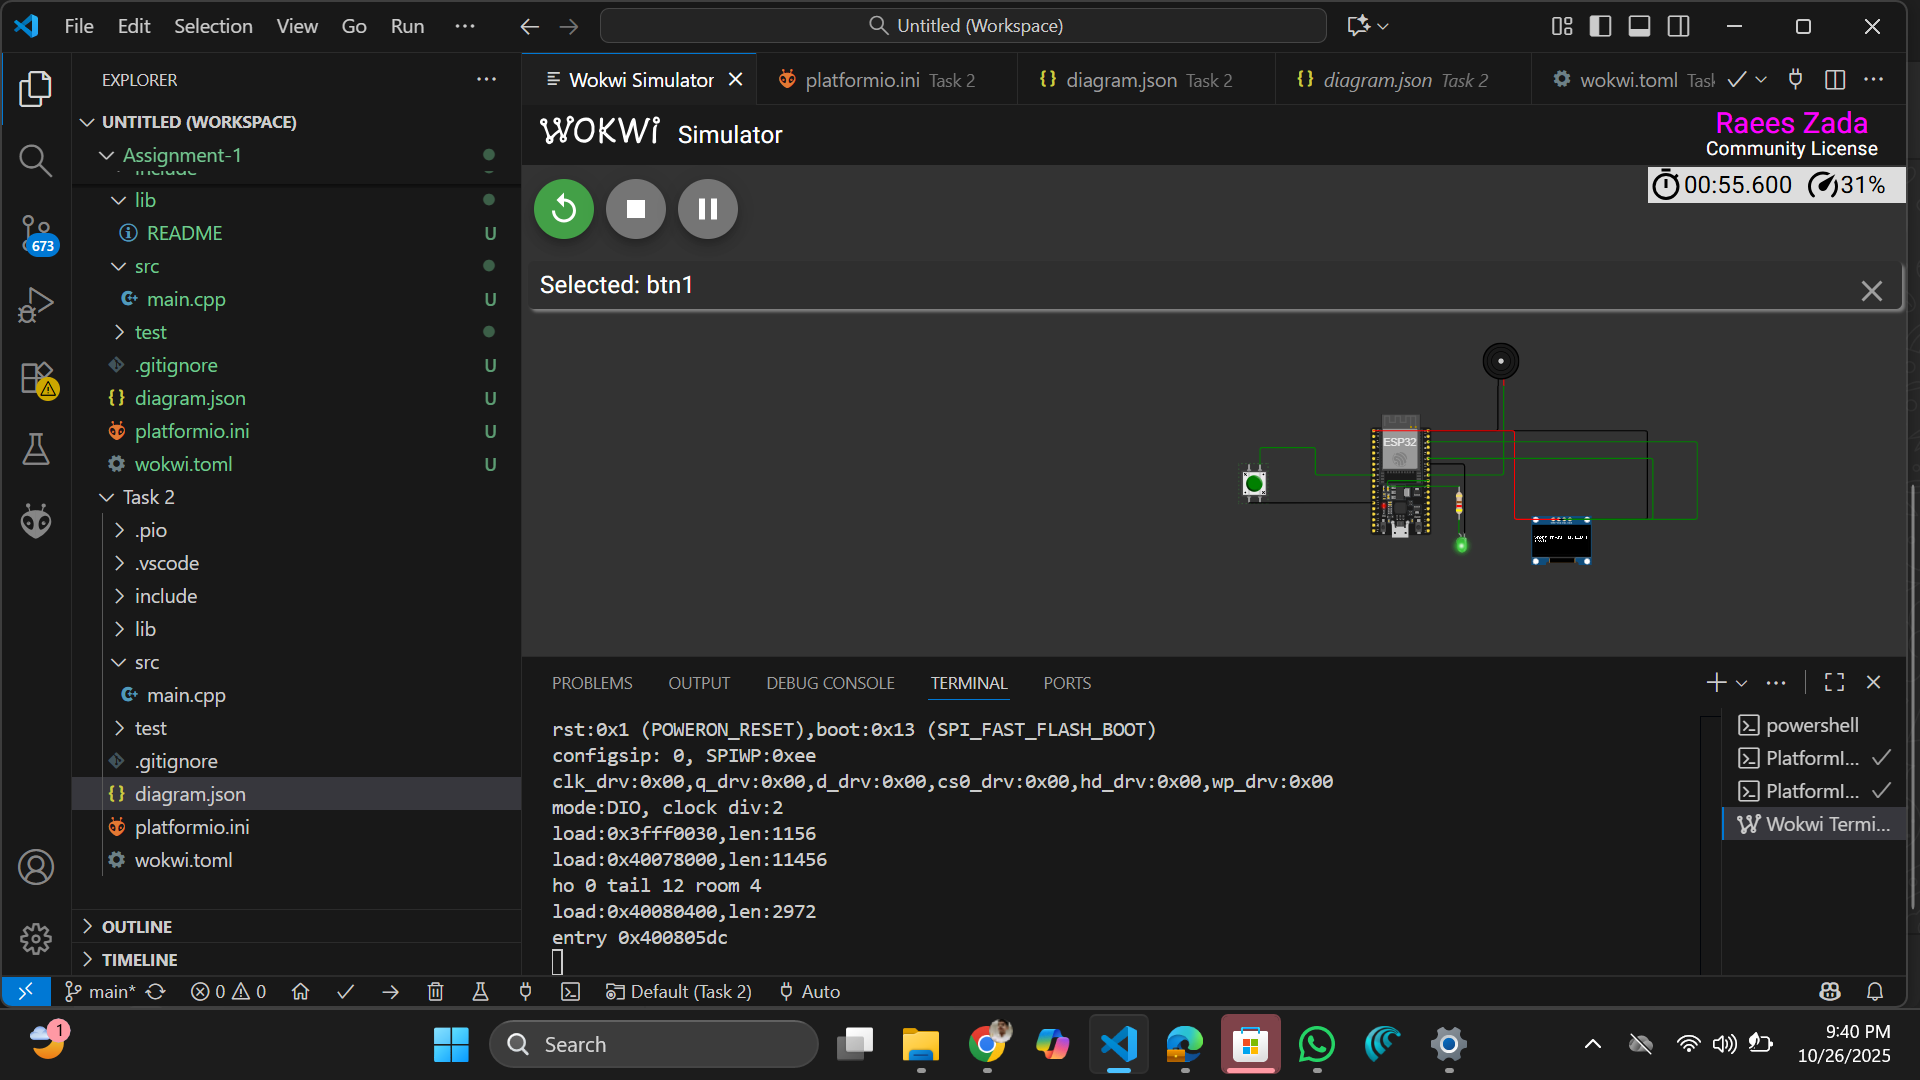 File Edit Selection View Go Run
Untitled (Workspace)
EXPLORER
UNTITLED (WORKSPACE)
Assignment-1
include
lib
README U
src
main.cpp U
test
.gitignore U
diagram.json U
platformio.ini U
wokwi.toml U
Task 2
.pio
.vscode
include
lib
src
main.cpp
test
.gitignore
diagram.json
platformio.ini
wokwi.toml
OUTLINE
TIMELINE
673
Wokwi Simulator
platformio.ini Task 2
diagram.json Task 2
diagram.json Task 2
wokwi.toml Task
WOKWI Simulator
Raees Zada
Community License
00:55.600 31%
Selected: btn1
ESP32
PROBLEMS OUTPUT DEBUG CONSOLE TERMINAL PORTS
rst:0x1 (POWERON_RESET),boot:0x13 (SPI_FAST_FLASH_BOOT)
configsip: 0, SPIWP:0xee
clk_drv:0x00,q_drv:0x00,d_drv:0x00,cs0_drv:0x00,hd_drv:0x00,wp_drv:0x00
mode:DIO, clock div:2
load:0x3fff0030,len:1156
load:0x40078000,len:11456
ho 0 tail 12 room 4
load:0x40080400,len:2972
entry 0x400805dc
powershell
PlatformI...
PlatformI...
Wokwi Termi...
main* 0 0 Default (Task 2) Auto
1
Search
9:40 PM
10/26/2025